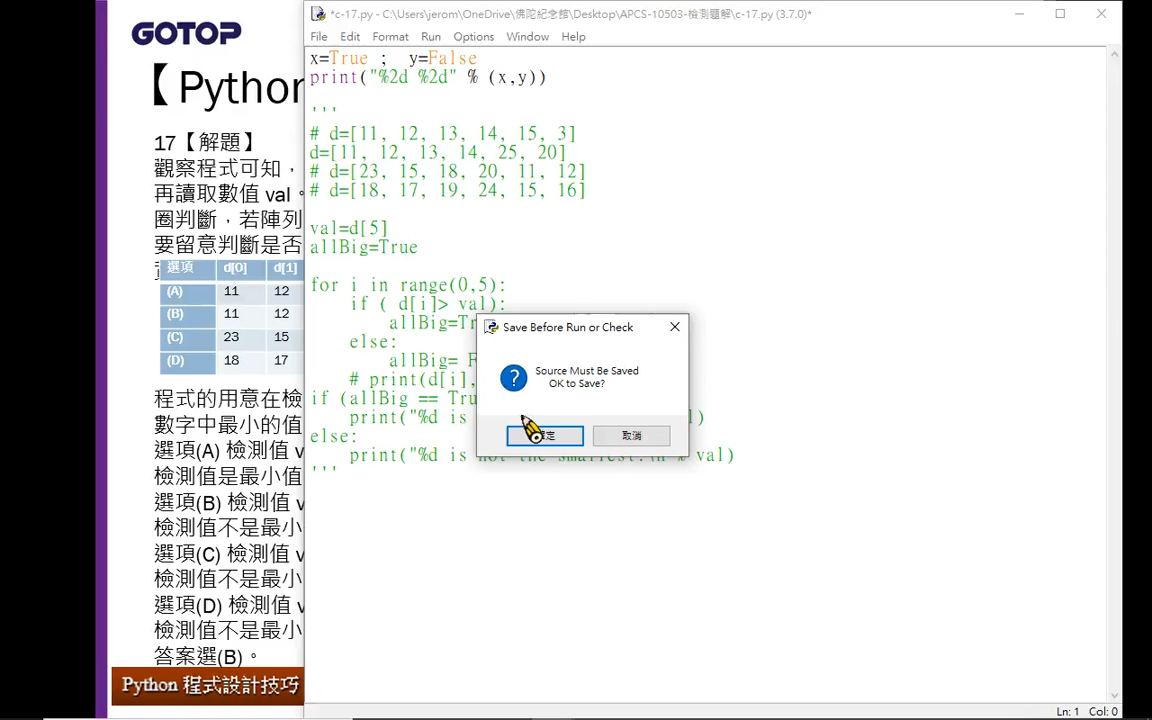 GOTOP
【Python
17【解題】
觀察程式可知，
再讀取數值 val。
圈判斷，若陣列
要留意判斷是否
選項 d[0] d[1]
(A) 11 12
(B) 11 12
(C) 23 15
(D) 18 17
程式的用意在檢
數字中最小的值
選項(A) 檢測值 v
檢測值是最小值
選項(B) 檢測值 v
檢測值不是最小
選項(C) 檢測值 v
檢測值不是最小
選項(D) 檢測值 v
檢測值不是最小
答案選(B)。
Python 程式設計技巧
*c-17.py - C:\Users\jerom\OneDrive\佛陀紀念館\Desktop\APCS-10503-檢測題解\c-17.py (3.7.0)*
File Edit Format Run Options Window Help
x=True ;  y=False
print("%2d %2d" % (x,y))
'''
# d=[11, 12, 13, 14, 15, 3]
d=[11, 12, 13, 14, 25, 20]
# d=[23, 15, 18, 20, 11, 12]
# d=[18, 17, 19, 24, 15, 16]
val=d[5]
allBig=True
for i in range(0,5):
if ( d[i]> val):
allBig=Tr
else:
allBig= F
# print(d[i],
if (allBig == Tru
print("%d is
else:
print("%d is not the smallest.\n"% val)
'''
Save Before Run or Check
Source Must Be Saved
OK to Save?
定 取消
Ln: 1 Col: 0